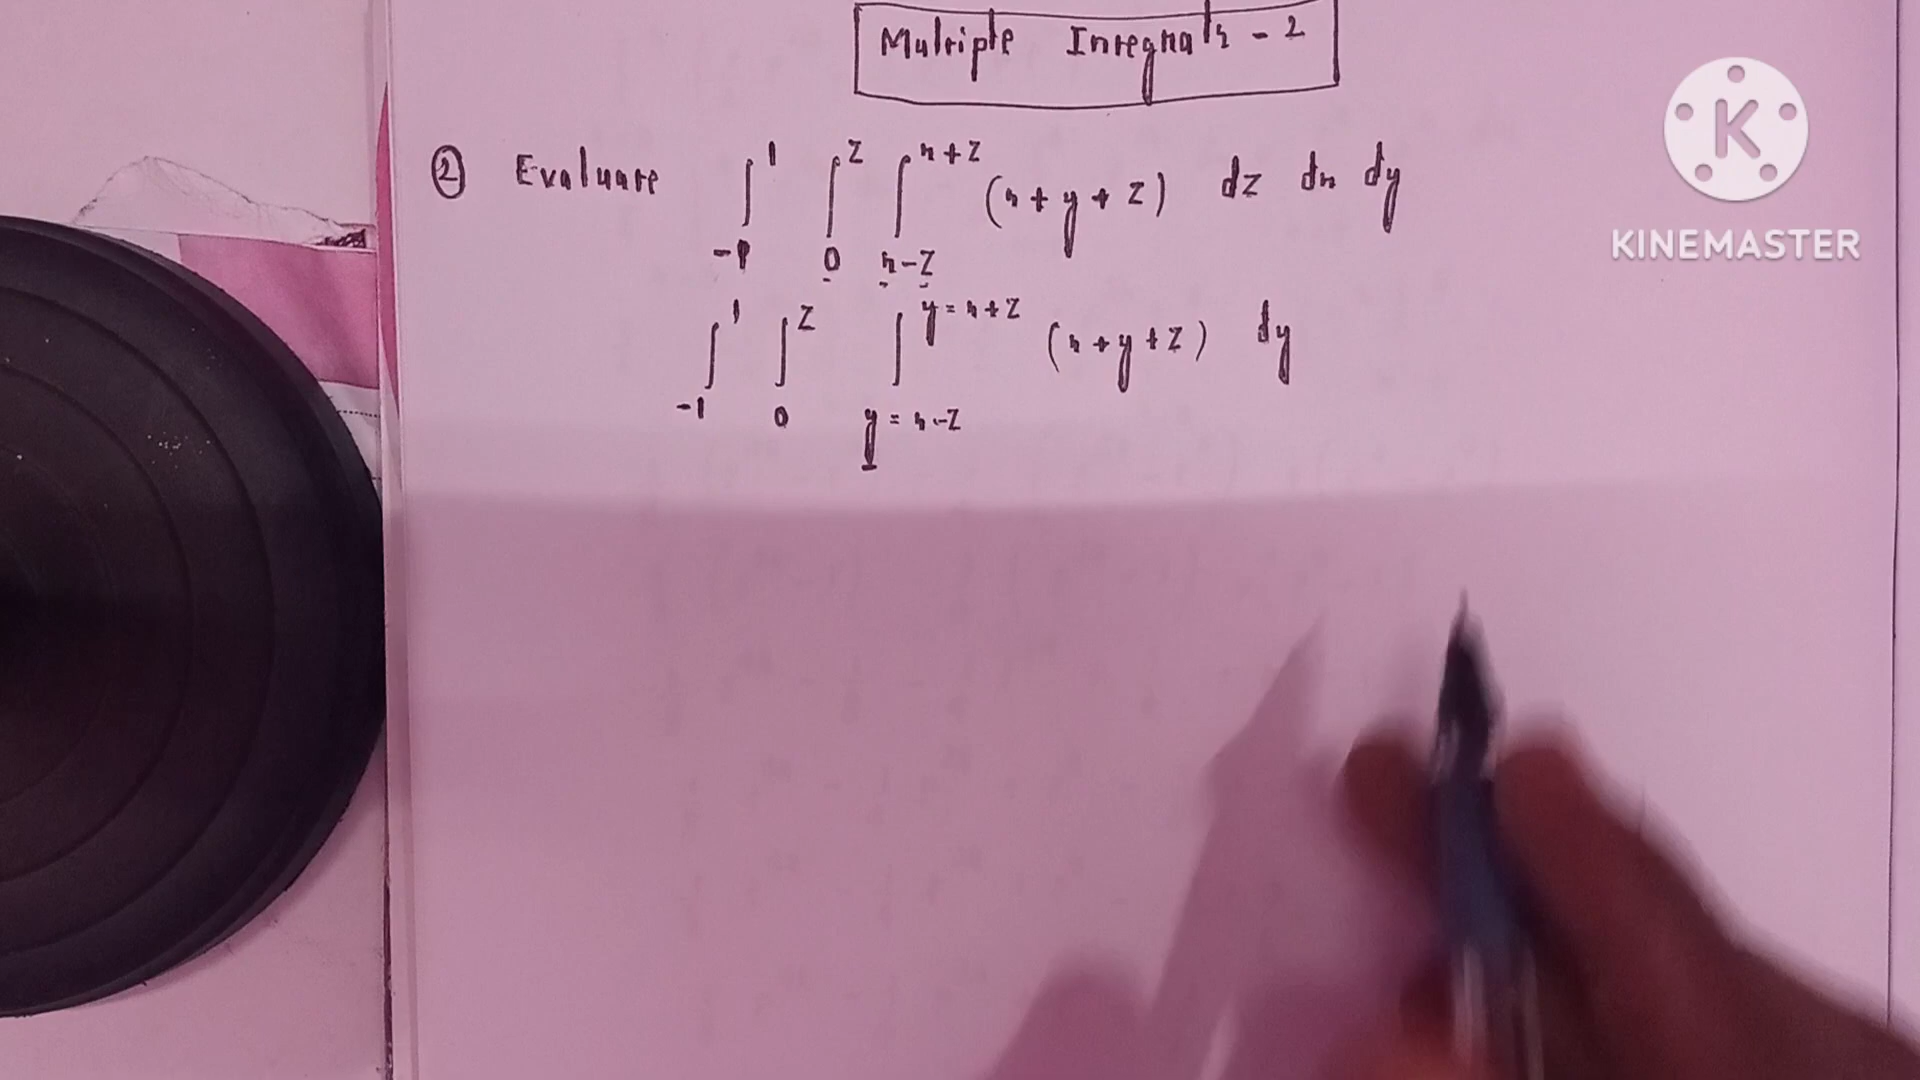 Multiple Integrals - 2
② Evaluate ∫_{-1}^{1} ∫_{0}^{z} ∫_{x-z}^{x+z} (x + y + z) dz dx dy
∫_{-1}^{1} ∫_{0}^{z} ∫_{y = x-z}^{y = x+z} (x + y + z) dy
K
KINEMASTER